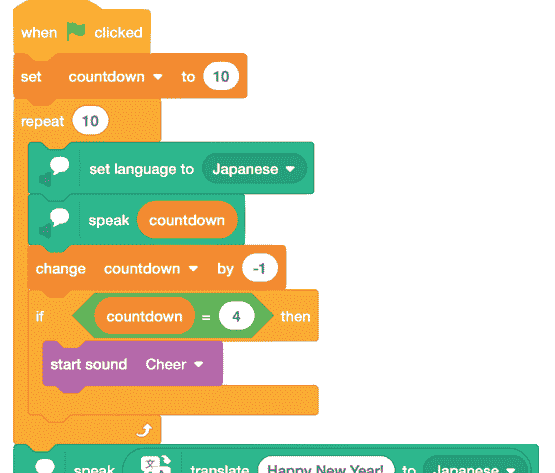 when clicked
set countdown to 10
repeat 10
set language to Japanese
speak countdown
change countdown by -1
if countdown = 4 then
start sound Cheer
speak translate Happy New Year! to Japanese